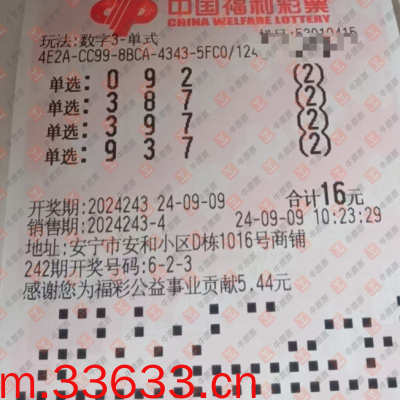 中国福利彩票
CHINA WELFARE LOTTERY
玩法:数字3-单式
4E2A-CC99-8BCA-4343-5FC0/124
单选: 0 9 2 (2)
单选: 3 8 7 (2)
单选: 3 9 7 (2)
单选: 9 3 7 (2)
开奖期:2024243 24-09-09 合计16元
销售期:2024243-4 24-09-09 10:23:29
地址:安宁市安和小区D栋1016号商铺
242期开奖号码:6-2-3
感谢您为福彩公益事业贡献5.44元
m.33633.cn